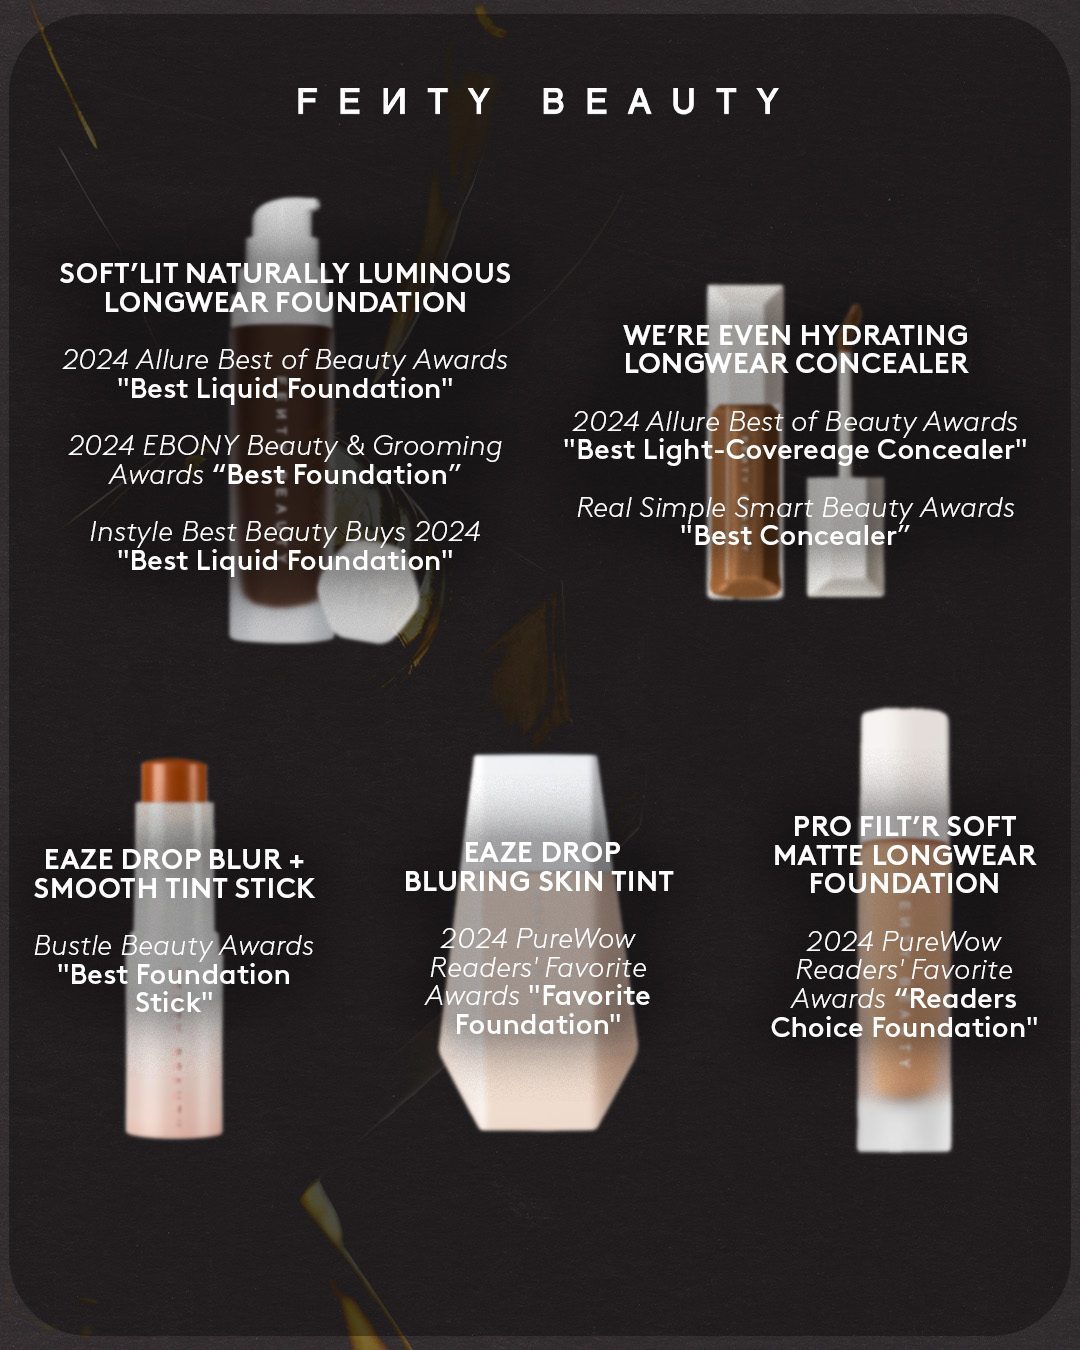 FEИTY BEAUTY
SOFT’LIT NATURALLY LUMINOUS
LONGWEAR FOUNDATION
2024 Allure Best of Beauty Awards
"Best Liquid Foundation"
2024 EBONY Beauty & Grooming
Awards “Best Foundation”
Instyle Best Beauty Buys 2024
"Best Liquid Foundation"
WE’RE EVEN HYDRATING
LONGWEAR CONCEALER
2024 Allure Best of Beauty Awards
"Best Light-Covereage Concealer"
Real Simple Smart Beauty Awards
"Best Concealer”
EAZE DROP BLUR +
SMOOTH TINT STICK
Bustle Beauty Awards
"Best Foundation
Stick"
EAZE DROP
BLURING SKIN TINT
2024 PureWow
Readers' Favorite
Awards "Favorite
Foundation"
PRO FILT’R SOFT
MATTE LONGWEAR
FOUNDATION
2024 PureWow
Readers’ Favorite
Awards “Readers
Choice Foundation"